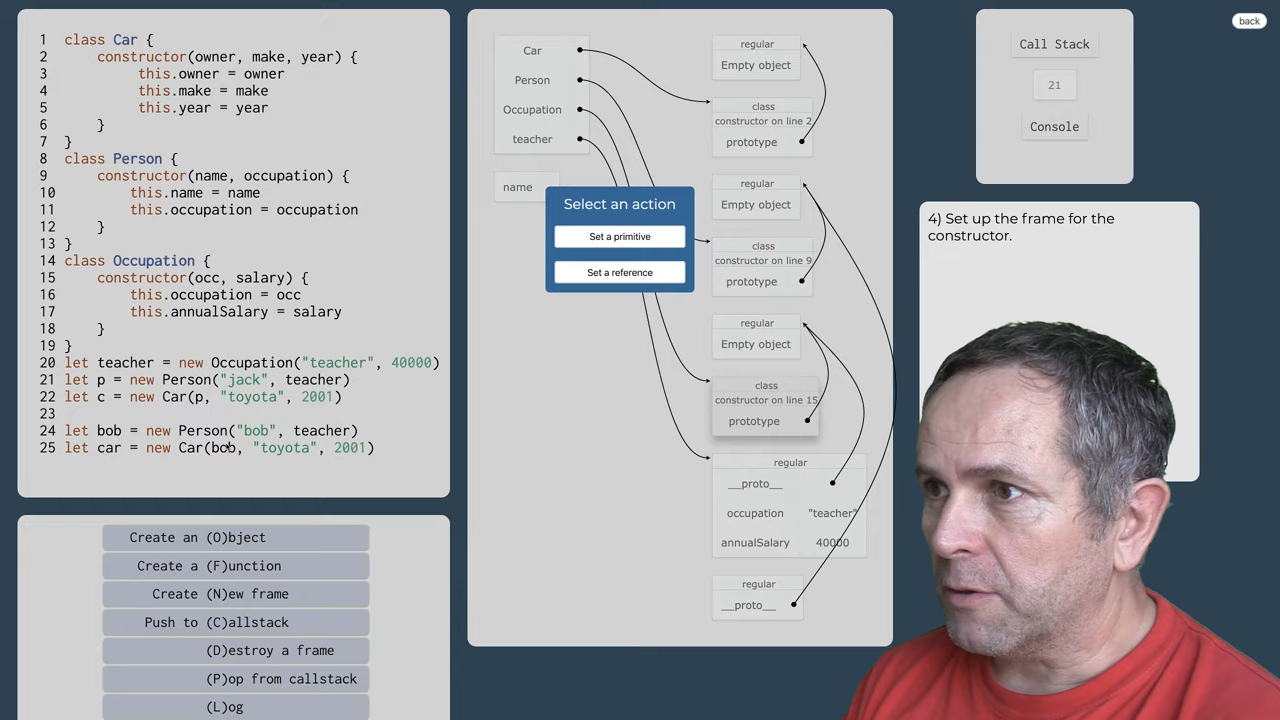 1 class Car {
2 constructor(owner, make, year) {
3 this.owner = owner
4 this.make = make
5 this.year = year
6 }
7 }
8 class Person {
9 constructor(name, occupation) {
10 this.name = name
11 this.occupation = occupation
12 }
13 }
14 class Occupation {
15 constructor(occ, salary) {
16 this.occupation = occ
17 this.annualSalary = salary
18 }
19 }
20 let teacher = new Occupation("teacher", 40000)
21 let p = new Person("jack", teacher)
22 let c = new Car(p, "toyota", 2001)
23
24 let bob = new Person("bob", teacher)
25 let car = new Car(bob, "toyota", 2001)
Create an (O)bject
Create a (F)unction
Create (N)ew frame
Push to (C)allstack
(D)estroy a frame
(P)op from callstack
(L)og
Car
Person
Occupation
teacher
name
Select an action
Set a primitive
Set a reference
regular
Empty object
class
constructor on line 2
prototype
regular
Empty object
class
constructor on line 9
prototype
regular
Empty object
class
constructor on line 15
prototype
regular
__proto__
occupation "teacher"
annualSalary 40000
regular
__proto__
Call Stack
21
Console
back
4) Set up the frame for the
constructor.